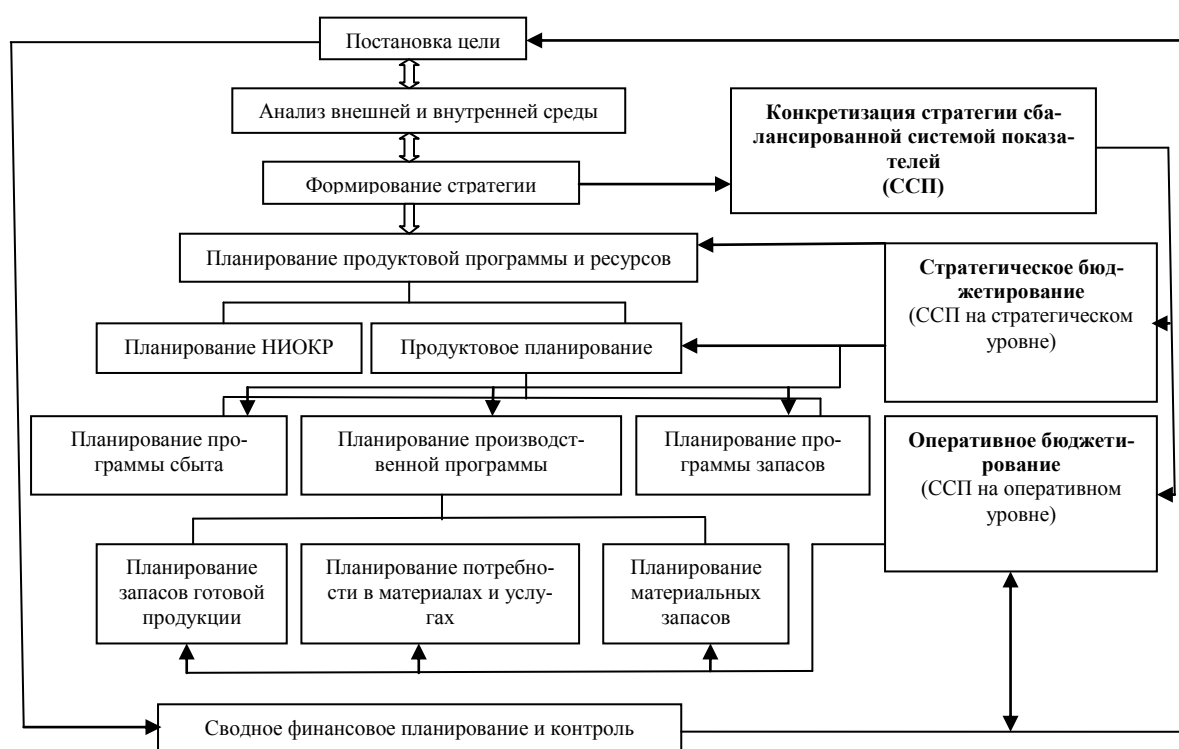 Постановка цели
Анализ внешней и внутренней среды
Конкретизация стратегии сба-
лансированной системой показа-
телей
(ССП)
Формирование стратегии
Планирование продуктовой программы и ресурсов
Стратегическое бюд-
жетирование
(ССП на стратегическом
уровне)
Планирование НИОКР
Продуктовое планирование
Планирование про-
граммы сбыта
Планирование производст-
венной программы
Планирование про-
граммы запасов
Оперативное бюджети-
рование
(ССП на оперативном
уровне)
Планирование
запасов готовой
продукции
Планирование потребно-
сти в материалах и услу-
гах
Планирование
материальных
запасов
Сводное финансовое планирование и контроль